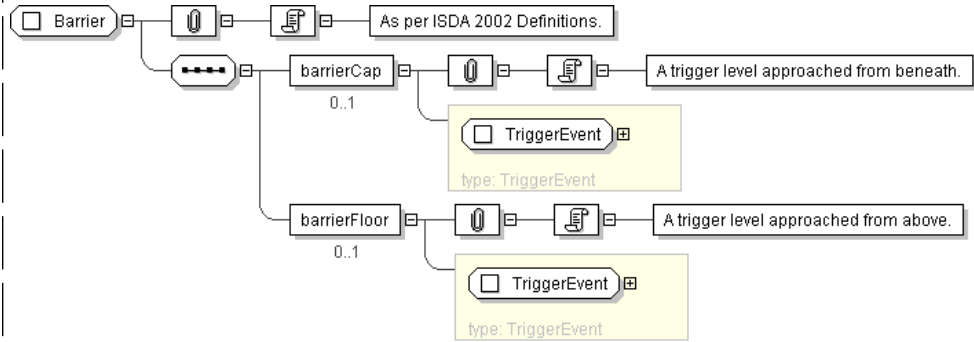 Barrier
As per ISDA 2002 Definitions.
barrierCap
A trigger level approached from beneath.
0..1
TriggerEvent
type: TriggerEvent
barrierFloor
A trigger level approached from above.
0..1
TriggerEvent
type: TriggerEvent